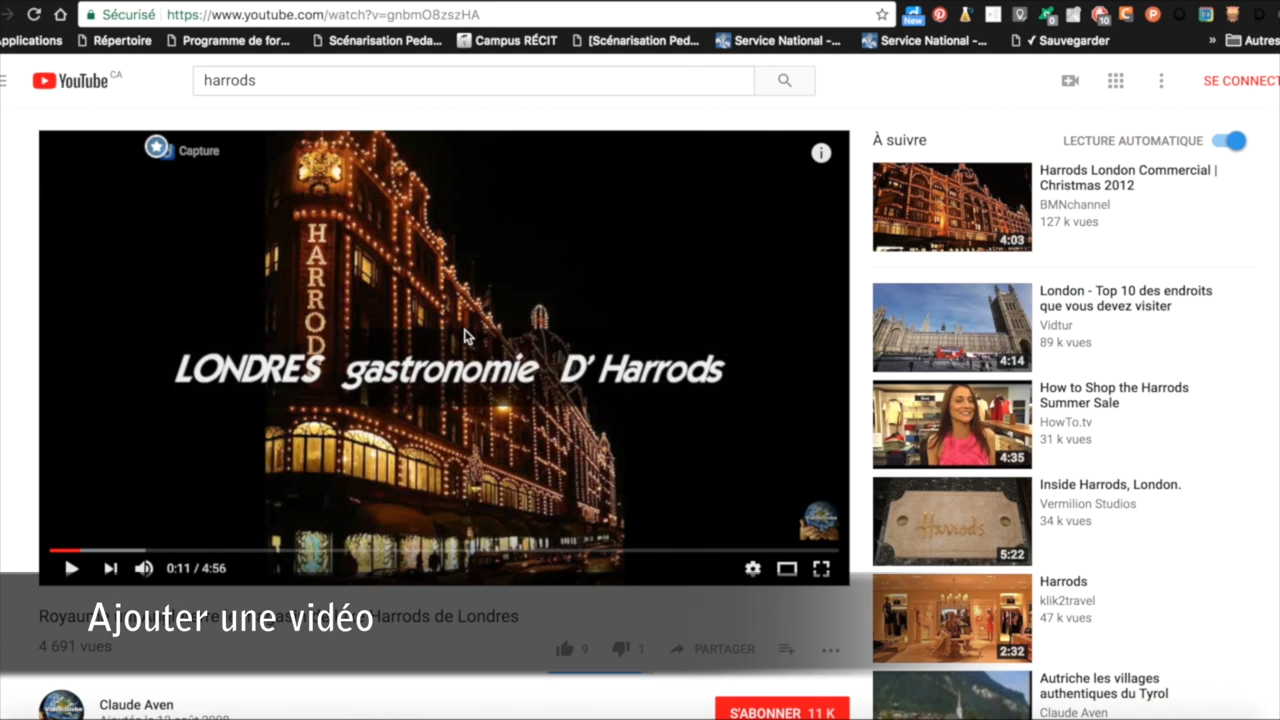 Sécurisé https://www.youtube.com/watch?v=gnbmO8zszHA
New
0
10
pplications Répertoire Programme de for... Scénarisation Peda... Campus RÉCIT [Scénarisation Ped... Service National -... Service National -... ✓ Sauvegarder » Autres
YouTube CA
harrods
SE CONNECT
Capture
HARROD
LONDRES gastronomie D' Harrods
0:11 / 4:56
Ajouter une vidéo
Royau
Harrods de Londres
4 691 vues
9 1 PARTAGER
Claude Aven
S'ABONNER 11 K
À suivre LECTURE AUTOMATIQUE
4:03
Harrods London Commercial |
Christmas 2012
BMNchannel
127 k vues
4:14
London - Top 10 des endroits
que vous devez visiter
Vidtur
89 k vues
4:35
How to Shop the Harrods
Summer Sale
HowTo.tv
31 k vues
Harrods
5:22
Inside Harrods, London.
Vermilion Studios
34 k vues
2:32
Harrods
klik2travel
47 k vues
Autriche les villages
authentiques du Tyrol
Claude Aven